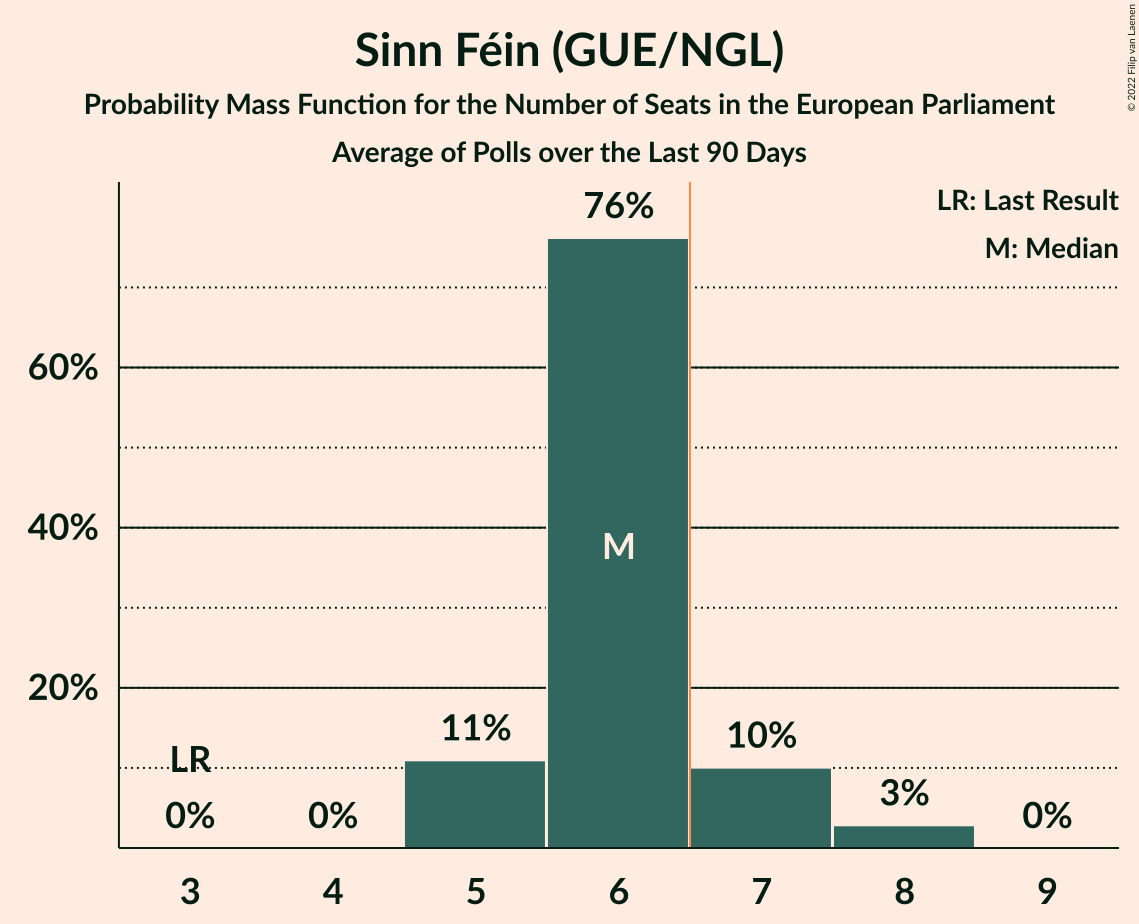 Sinn Féin (GUE/NGL)
Probability Mass Function for the Number of Seats in the European Parliament
Average of Polls over the Last 90 Days
© 2022 Filip van Laenen
LR: Last Result
M: Median
76%
60%
40%
20%
M
11%
10%
LR
3%
0%
0%
0%
3
4
5
6
7
8
9